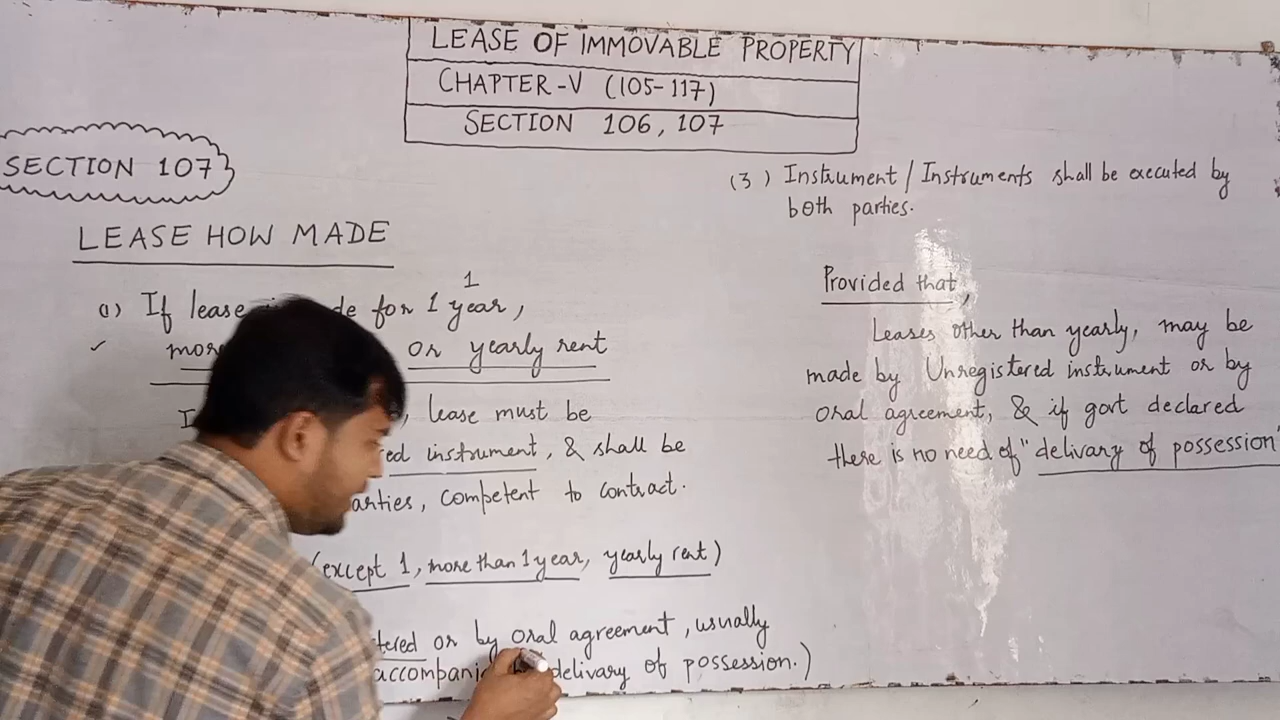 LEASE OF IMMOVABLE PROPERTY
CHAPTER-V (105-117)
SECTION 106, 107
SECTION 107
LEASE HOW MADE
1
a) If lease de for 1 year,
✓ more or yearly rent
, lease must be
ed instrument, & shall be
arties, competent to contract.
(except 1, more than 1 year, yearly rent)
tered or by oral agreement, usually
accompani delivary of possession.)
(3) Instrument / Instruments shall be executed by
both parties.
Provided that,
Leases other than yearly, may be
made by Unregistered instrument or by
oral agreement, & if govt declared
there is no need of "delivary of possession"